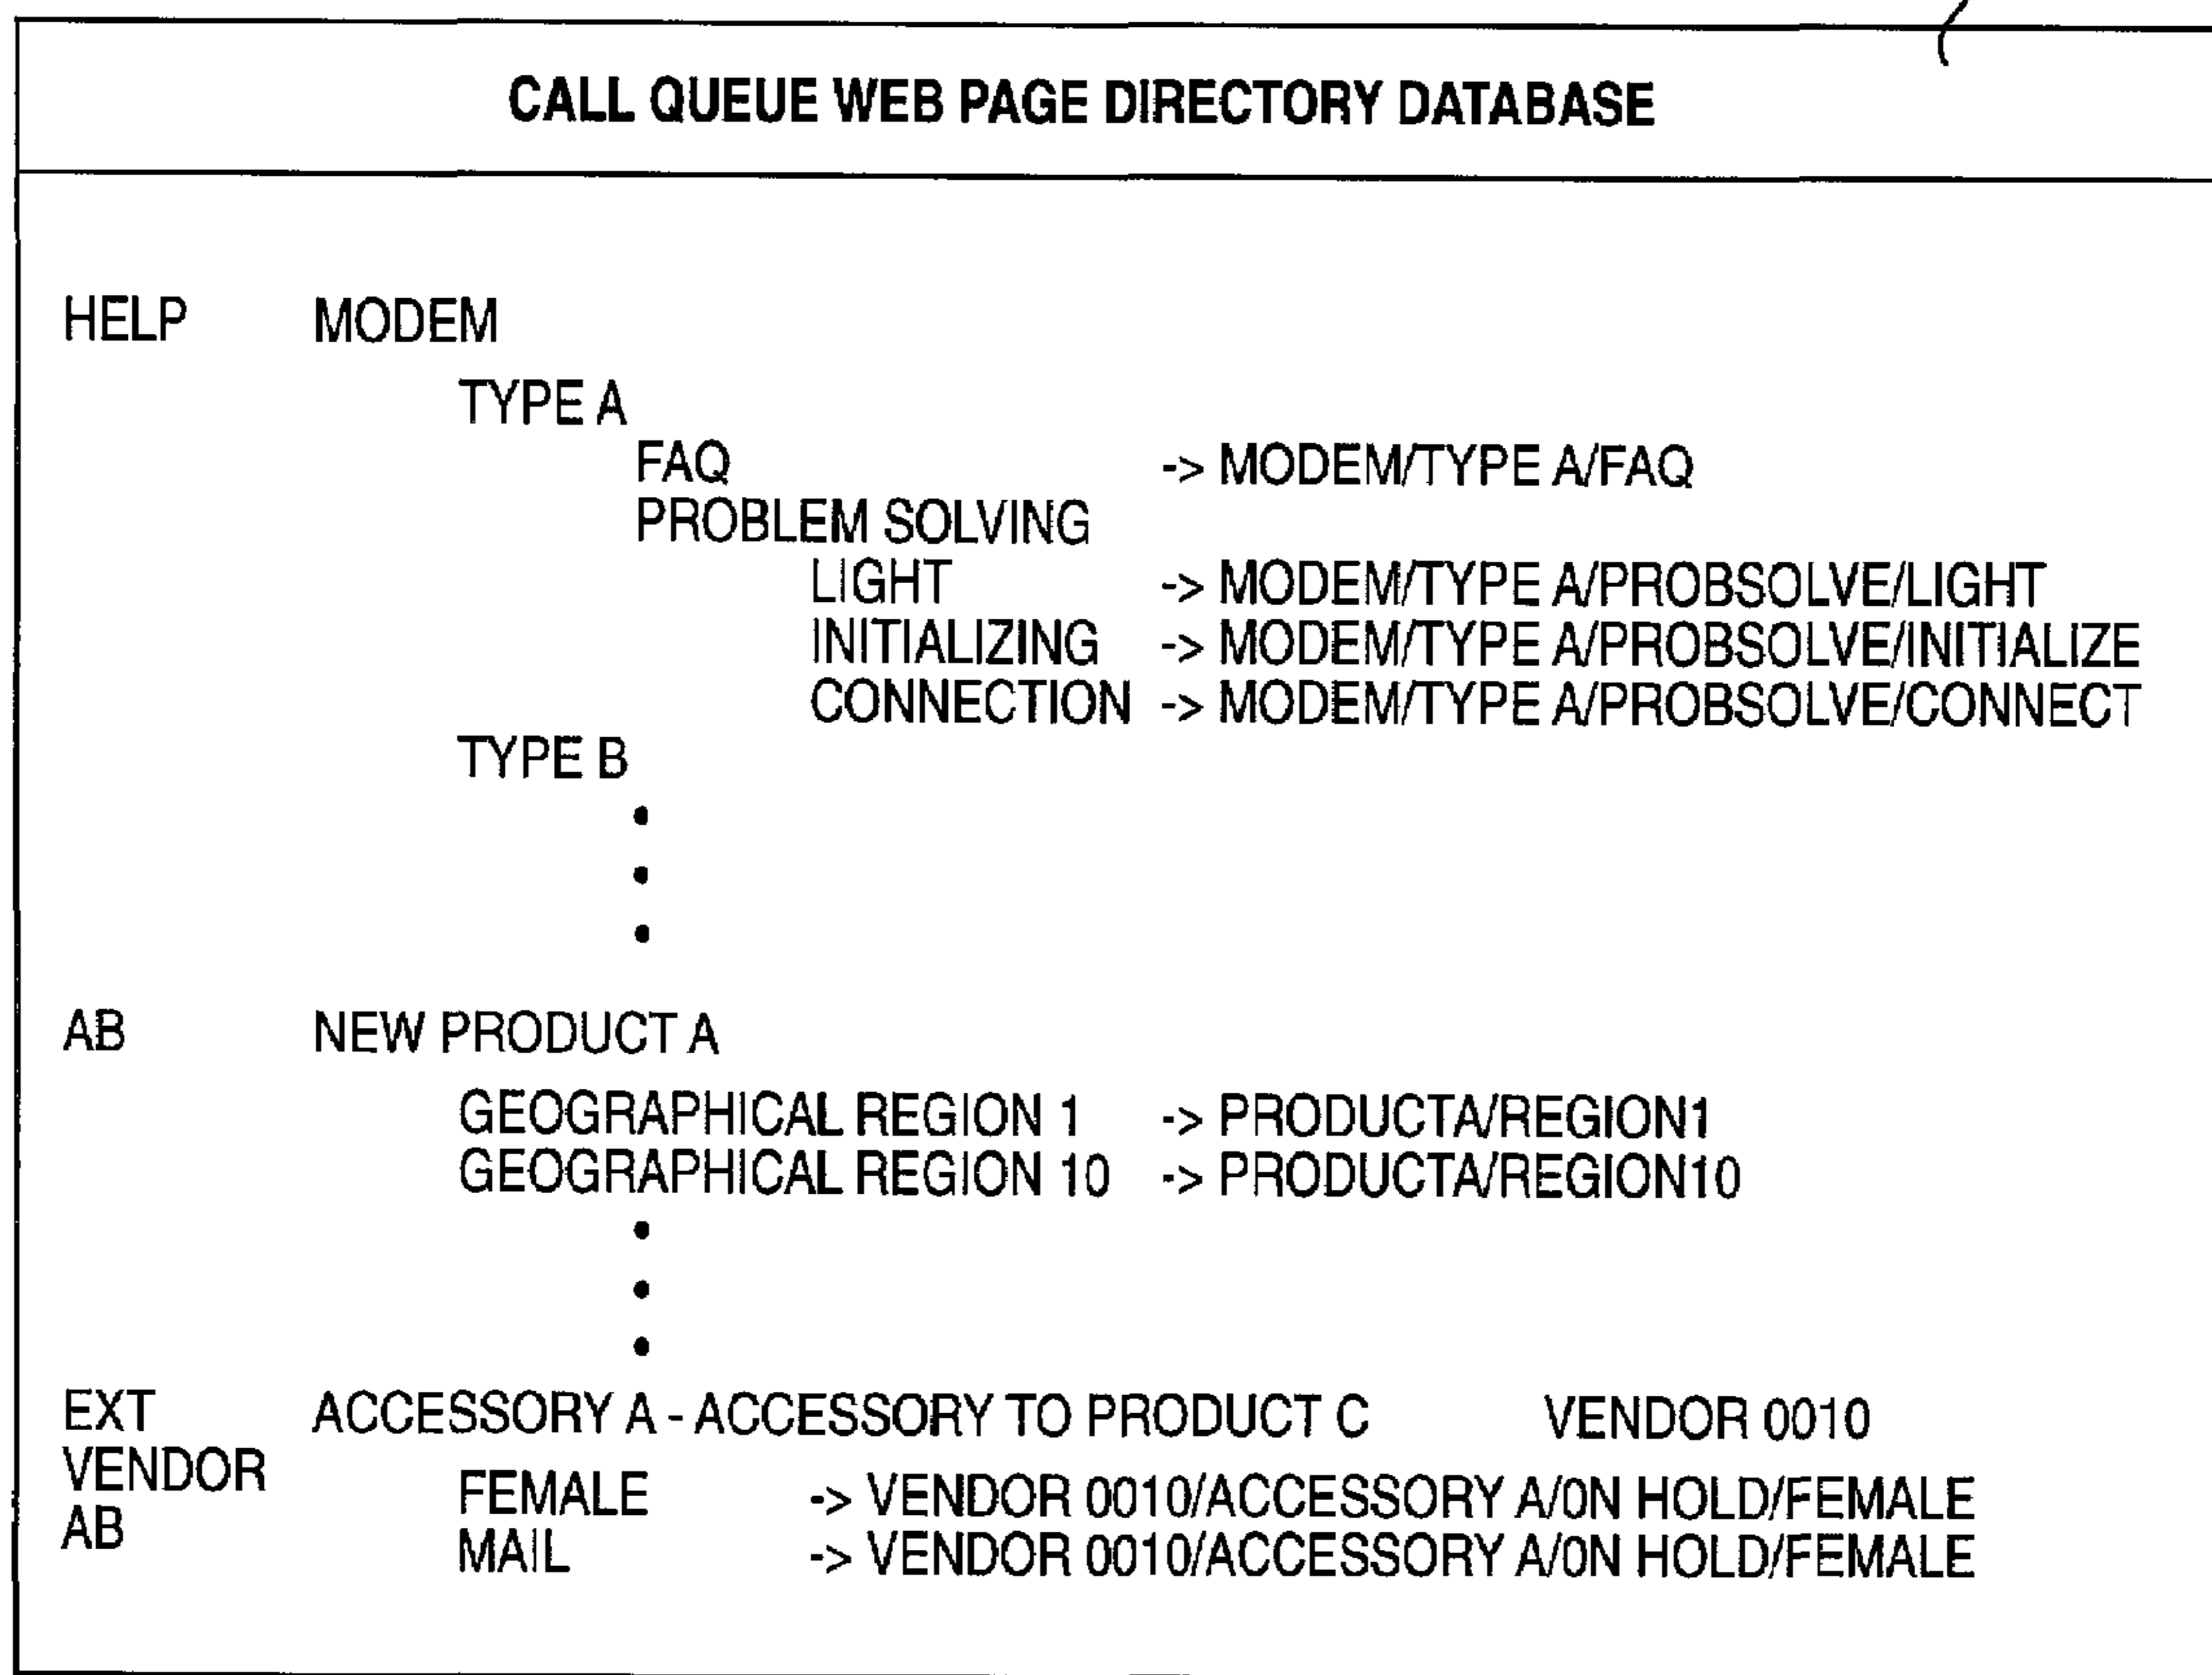 CALL QUEUE WEB PAGE DIRECTORY DATABASE
HELP MODEM
TYPE A
FAQ -> MODEM/TYPE A/FAQ
PROBLEM SOLVING
LIGHT -> MODEM/TYPE A/PROBSOLVE/LIGHT
INITIALIZING -> MODEM/TYPE A/PROBSOLVE/INITIALIZE
CONNECTION -> MODEM/TYPE A/PROBSOLVE/CONNECT
TYPE B
AB NEW PRODUCT A
GEOGRAPHICAL REGION 1 -> PRODUCTA/REGION1
GEOGRAPHICAL REGION 10 -> PRODUCTA/REGION10
EXT ACCESSORY A - ACCESSORY TO PRODUCT C VENDOR 0010
VENDOR
FEMALE -> VENDOR 0010/ACCESSORY A/0N HOLD/FEMALE
AB
MAIL -> VENDOR 0010/ACCESSORY A/0N HOLD/FEMALE